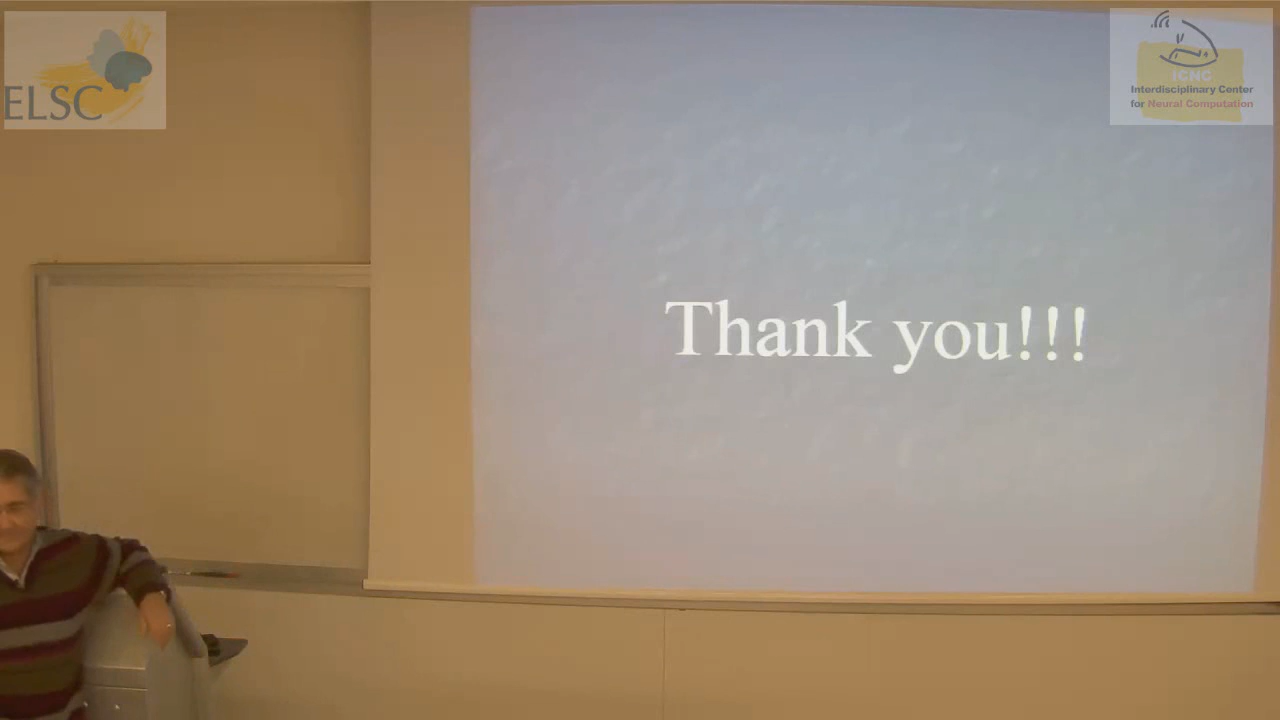 ELSC
ICNC
Interdisciplinary Center
for Neural Computation
Thank you!!!